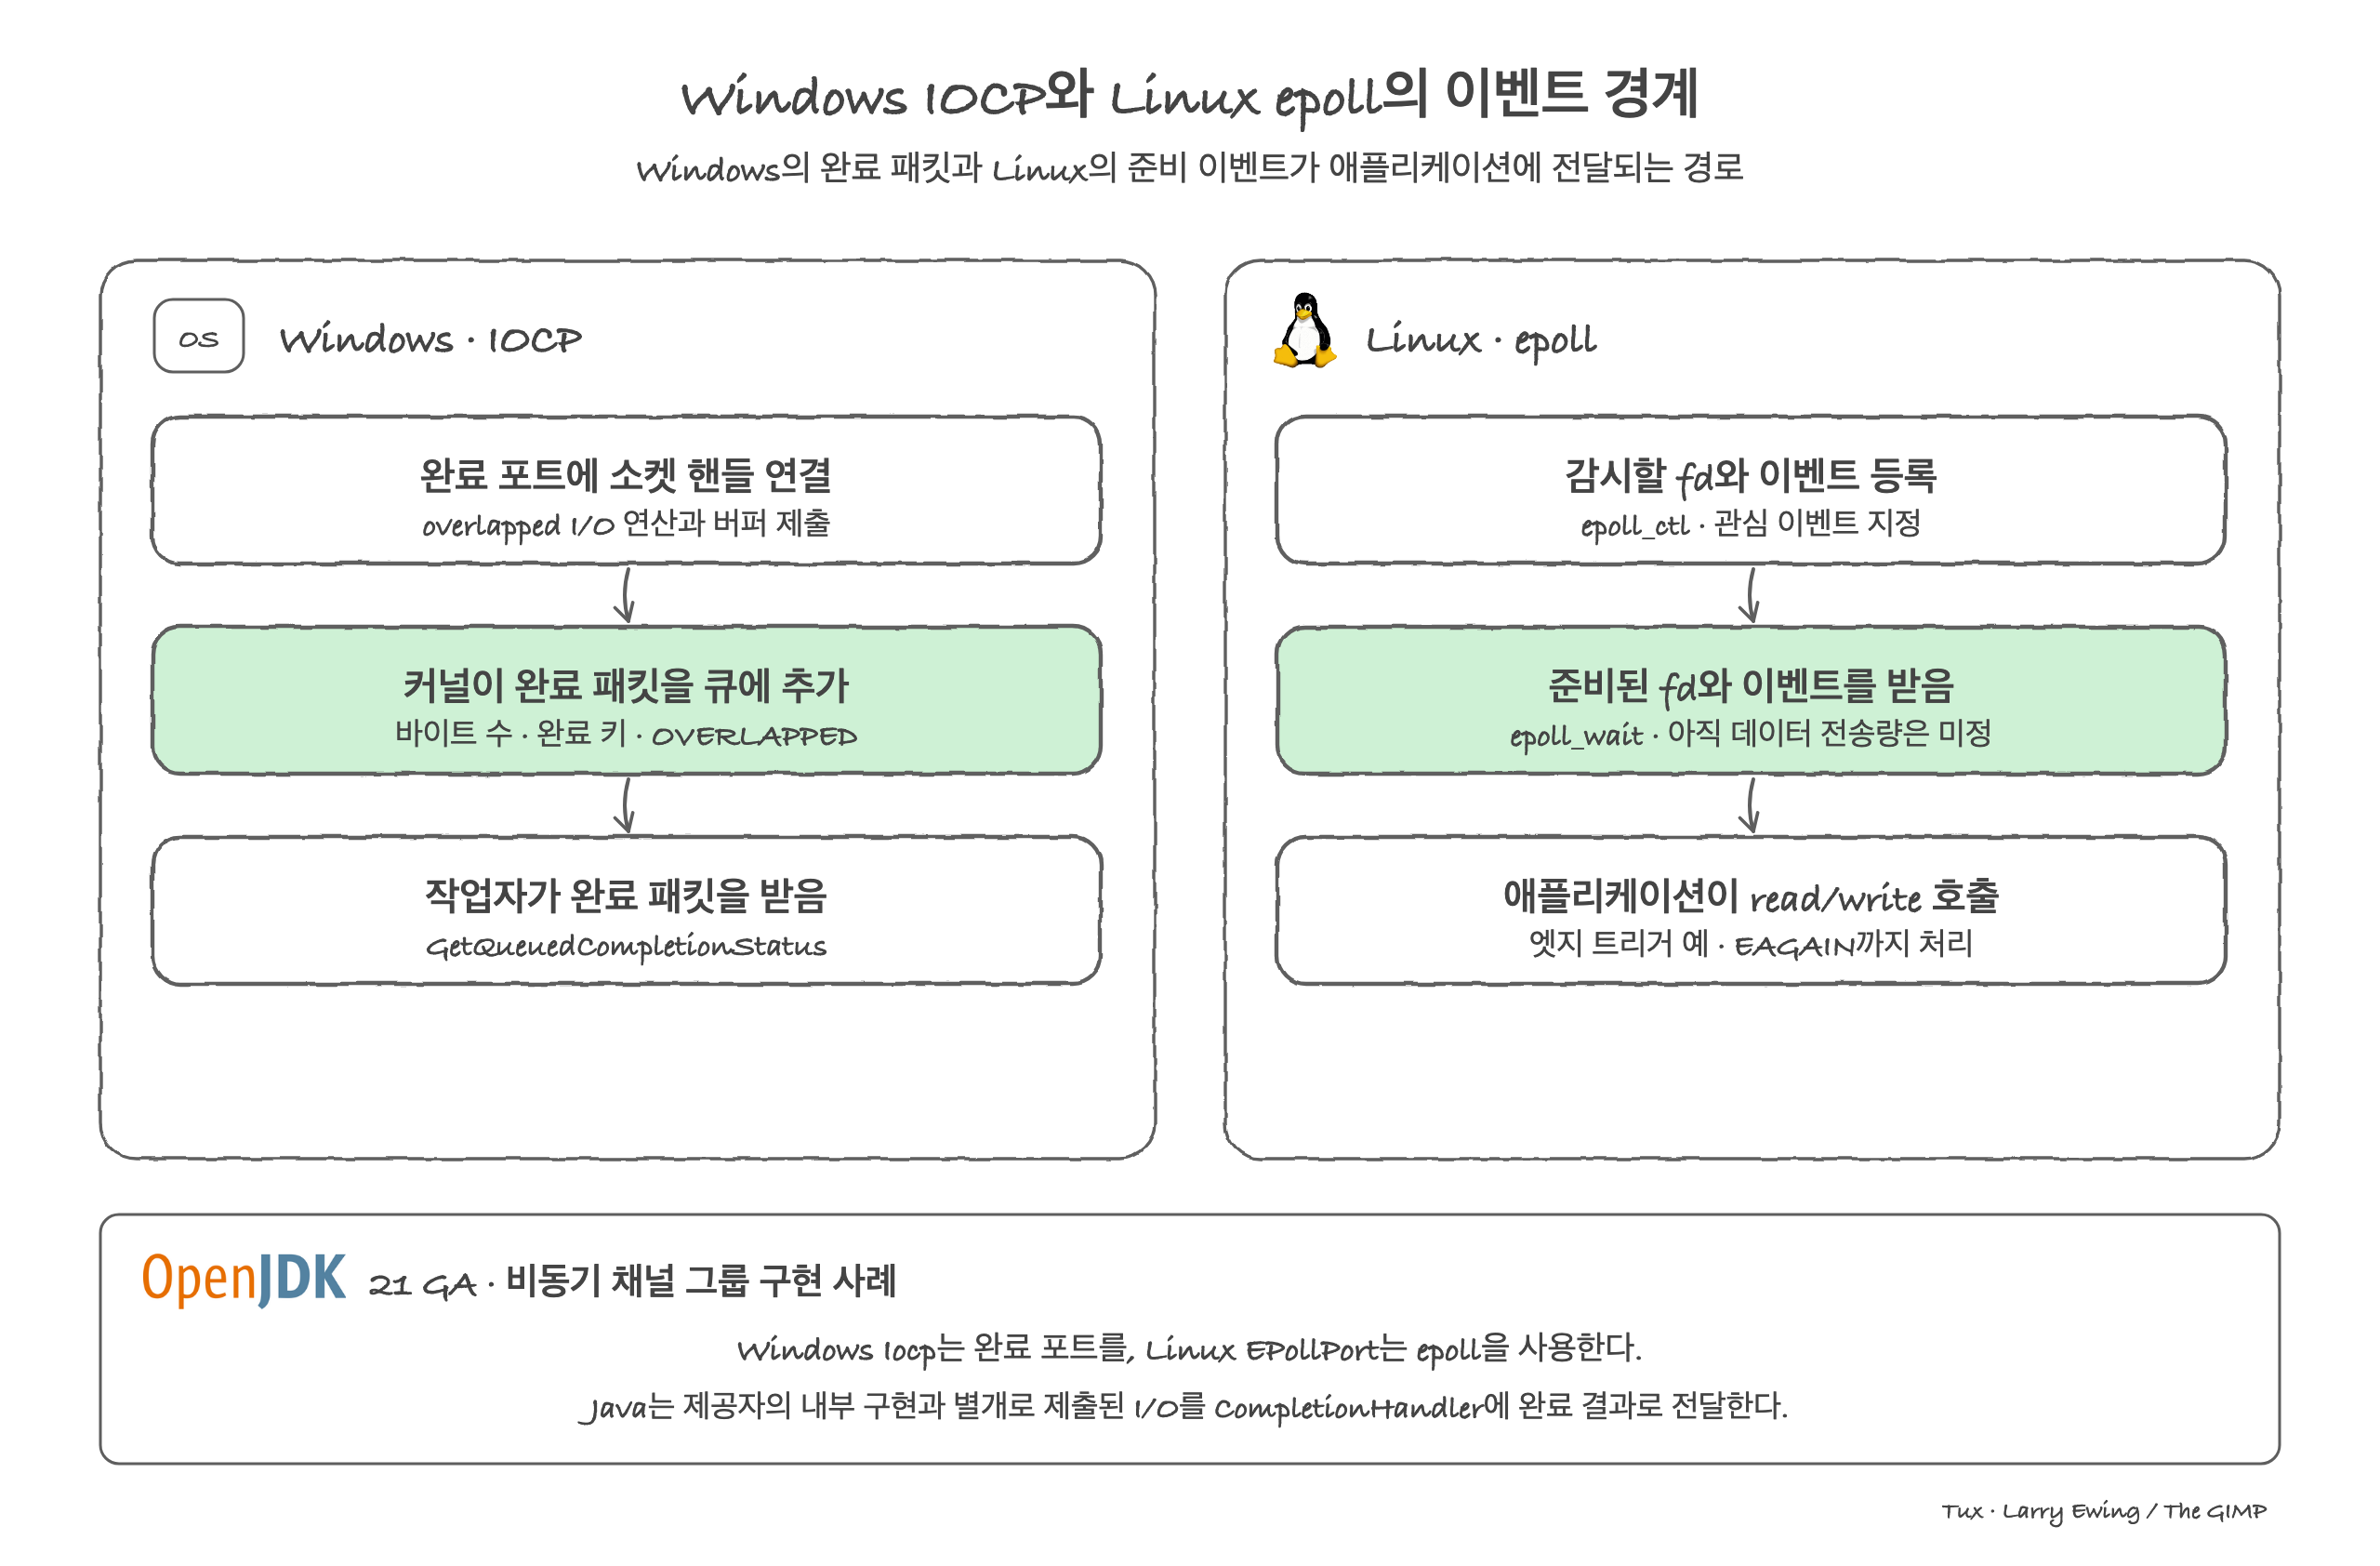 Windows IOCP와 Linux epoll의 이벤트 경계
Windows의 완료 패킷과 Linux의 준비 이벤트가 애플리케이션에 전달되는 경로
OS
Windows · IOCP
완료 포트에 소켓 핸들 연결
overlapped I/O 연산과 버퍼 제출
커널이 완료 패킷을 큐에 추가
바이트 수 · 완료 키 · OVERLAPPED
작업자가 완료 패킷을 받음
GetQueuedCompletionStatus
Linux · epoll
감시할 fd와 이벤트 등록
epoll_ctl · 관심 이벤트 지정
준비된 fd와 이벤트를 받음
epoll_wait · 아직 데이터 전송량은 미정
애플리케이션이 read/write 호출
엣지 트리거 예 · EAGAIN까지 처리
OpenJDK 21 GA · 비동기 채널 그룹 구현 사례
Windows Iocp는 완료 포트를, Linux EPollPort는 epoll을 사용한다.
Java는 제공자의 내부 구현과 별개로 제출된 I/O를 CompletionHandler에 완료 결과로 전달한다.
Tux · Larry Ewing / The GIMP